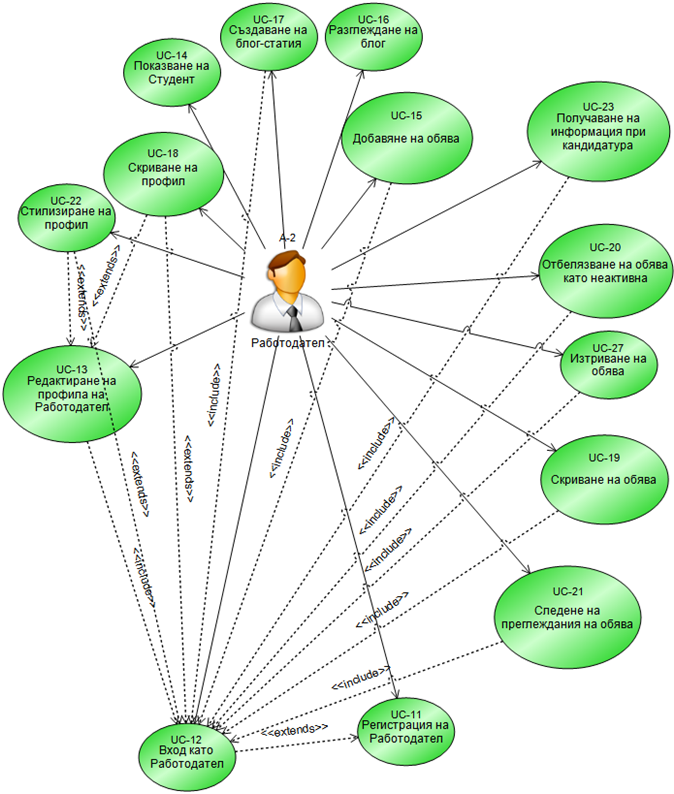 UC-17
Създаване на
блог-статия
UC-16
Разглеждане на
блог
UC-14
Показване на
Студент
UC-15
Добавяне на обява
UC-23
Получаване на
информация при
кандидатура
UC-18
Скриване на
профил
UC-22
Стилизиране на
профил
A-2
Работодател
UC-20
Отбелязване на обява
като неактивна
UC-27
Изтриване на
обява
UC-13
Редактиране на
профила на
Работодател
UC-19
Скриване на обява
UC-21
Следене на
преглеждания на обява
UC-11
Регистрация на
Работодател
UC-12
Вход като
Работодател
<<extends>>
<<extends>>
<<include>>
<<include>>
<<include>>
<<extends>>
<<extends>>
<<include>>
<<include>>
<<include>>
<<include>>
<<include>>
<<extends>>